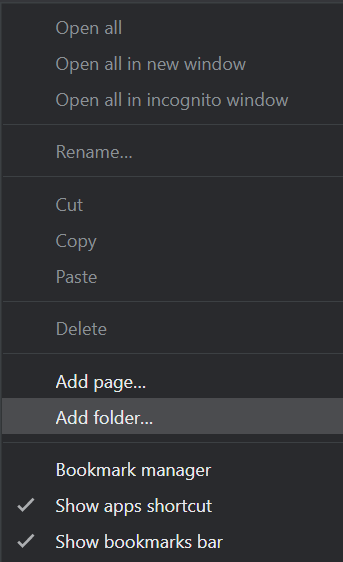 Open all
Open all in new window
Open all in incognito window
Rename...
Cut
Copy
Paste
Delete
Add page...
Add folder...
Bookmark manager
Show apps shortcut
Show bookmarks bar